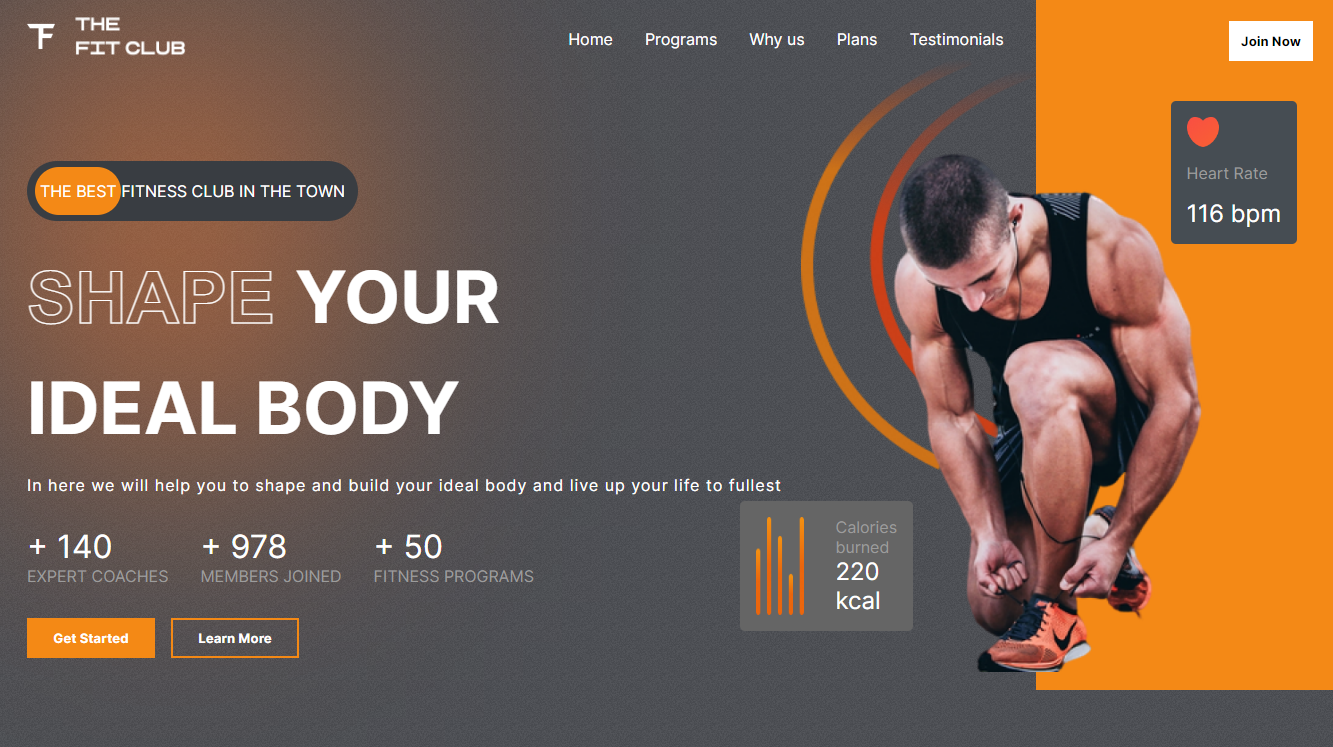 THE
FIT CLUB
Home
Programs
Why us
Plans
Testimonials
Join Now
THE BEST FITNESS CLUB IN THE TOWN
Heart Rate
116 bpm
SHAPE YOUR
IDEAL BODY
In here we will help you to shape and build your ideal body and live up your life to fullest
+ 140
EXPERT COACHES
+ 978
MEMBERS JOINED
+ 50
FITNESS PROGRAMS
Calories
burned
220
kcal
Get Started
Learn More